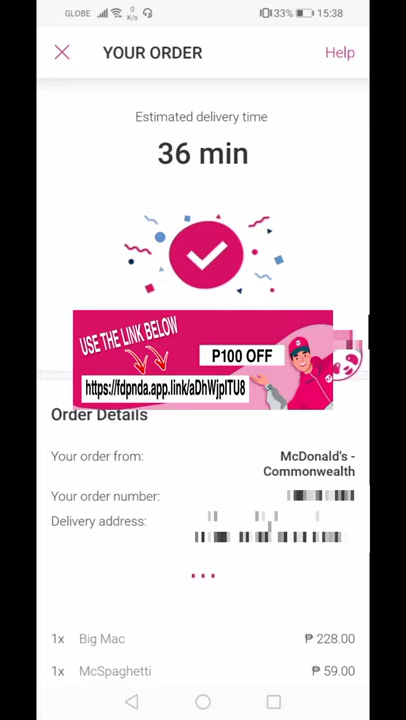 GLOBE
0
K/s
33%
15:38
YOUR ORDER
Help
Estimated delivery time
36 min
USE THE LINK BELOW
P100 OFF
https://fdpnda.app.link/aDhWjpITU8
Order Details
Your order from:
McDonald's -
Commonwealth
Your order number:
Delivery address:
1x Big Mac ₱ 228.00
1x McSpaghetti ₱ 59.00